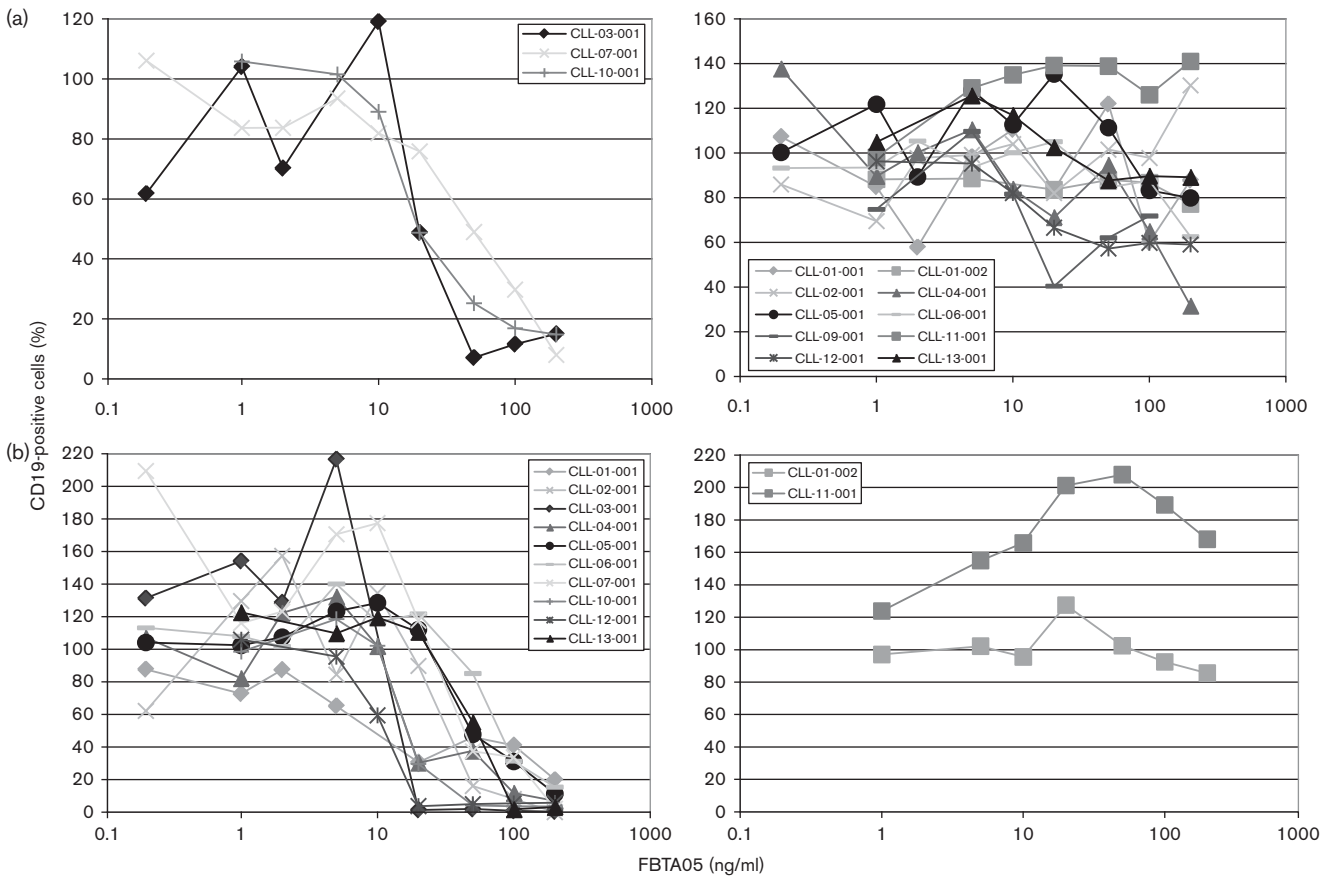 (a)
120
100
80
60
40
20
0
0.1 1 10 100 1000
CLL-03-001
CLL-07-001
CLL-10-001
160
140
120
100
80
60
40
20
0
0.1 1 10 100 1000
CLL-01-001 CLL-01-002
CLL-02-001 CLL-04-001
CLL-05-001 CLL-06-001
CLL-09-001 CLL-11-001
CLL-12-001 CLL-13-001
CD19-positive cells (%)
(b)
220
200
180
160
140
120
100
80
60
40
20
0
0.1 1 10 100 1000
CLL-01-001
CLL-02-001
CLL-03-001
CLL-04-001
CLL-05-001
CLL-06-001
CLL-07-001
CLL-10-001
CLL-12-001
CLL-13-001
220
200
180
160
140
120
100
80
60
40
20
0
0.1 1 10 100 1000
CLL-01-002
CLL-11-001
FBTA05 (ng/ml)